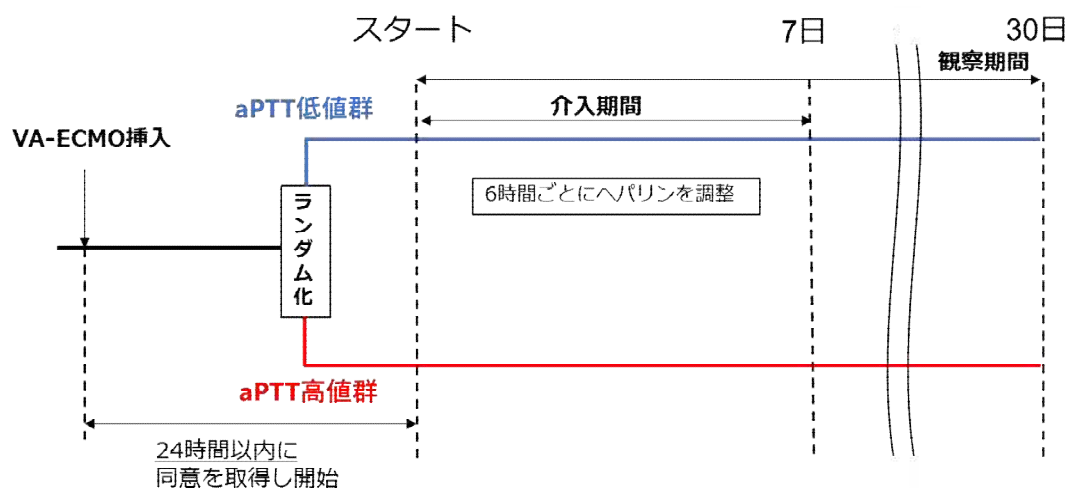 スタート
7日
30日
観察期間
aPTT低値群
介入期間
VA-ECMO挿入
6時間ごとにヘパリンを調整
ランダム化
aPTT高値群
24時間以内に
同意を取得し開始